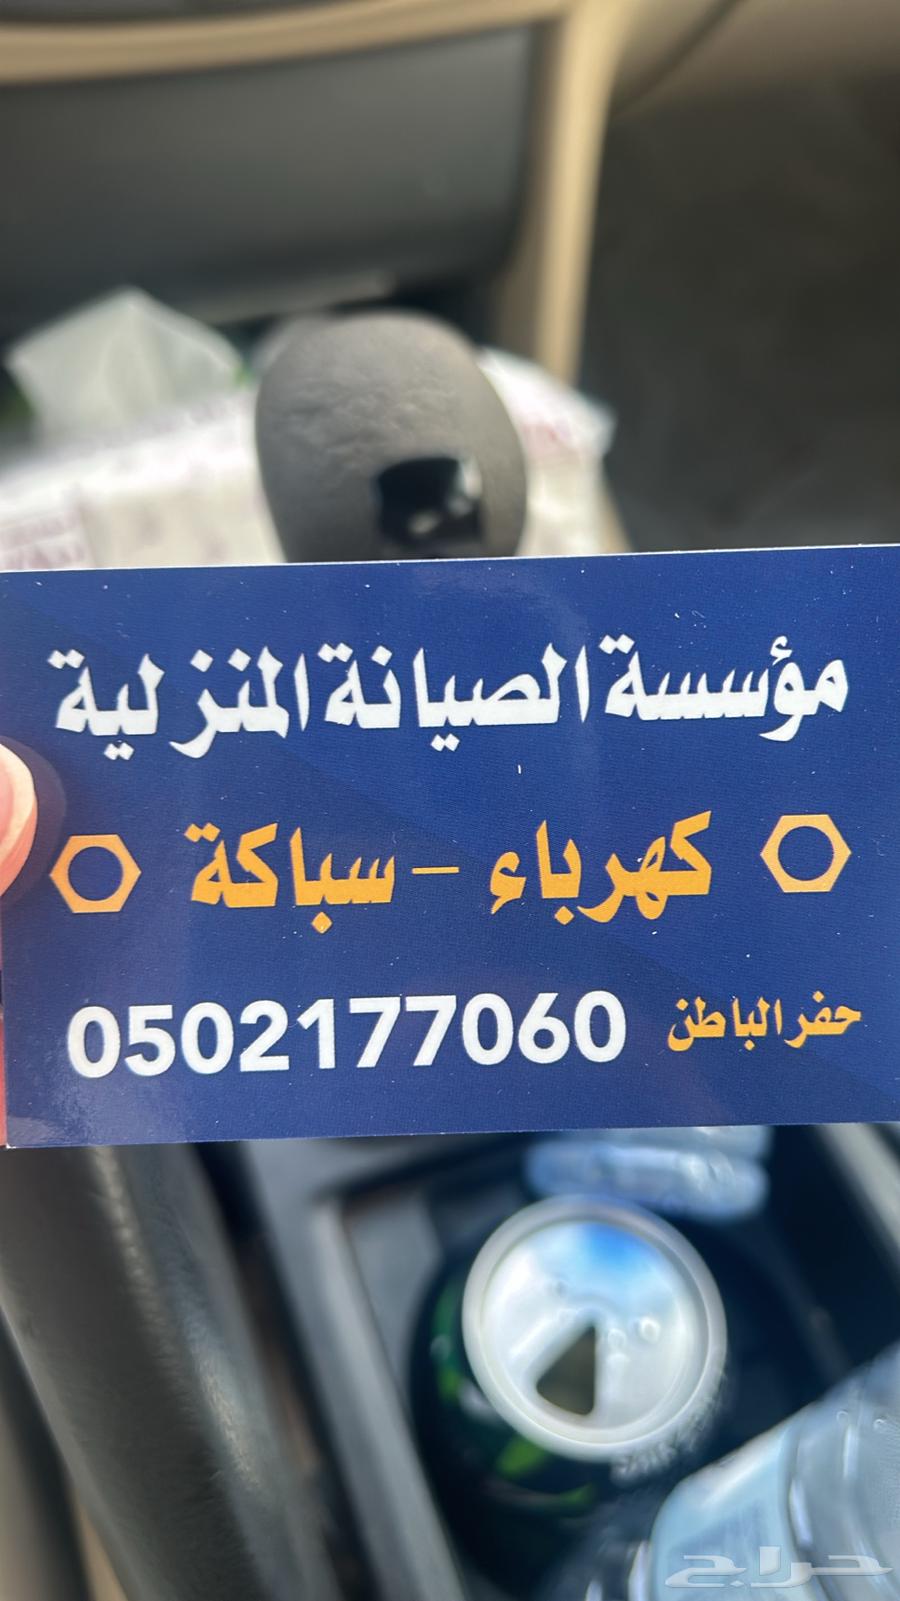 مؤسسة الصيانة المنزلية
كهرباء - سباكة
حفر الباطن 0502177060
حراج